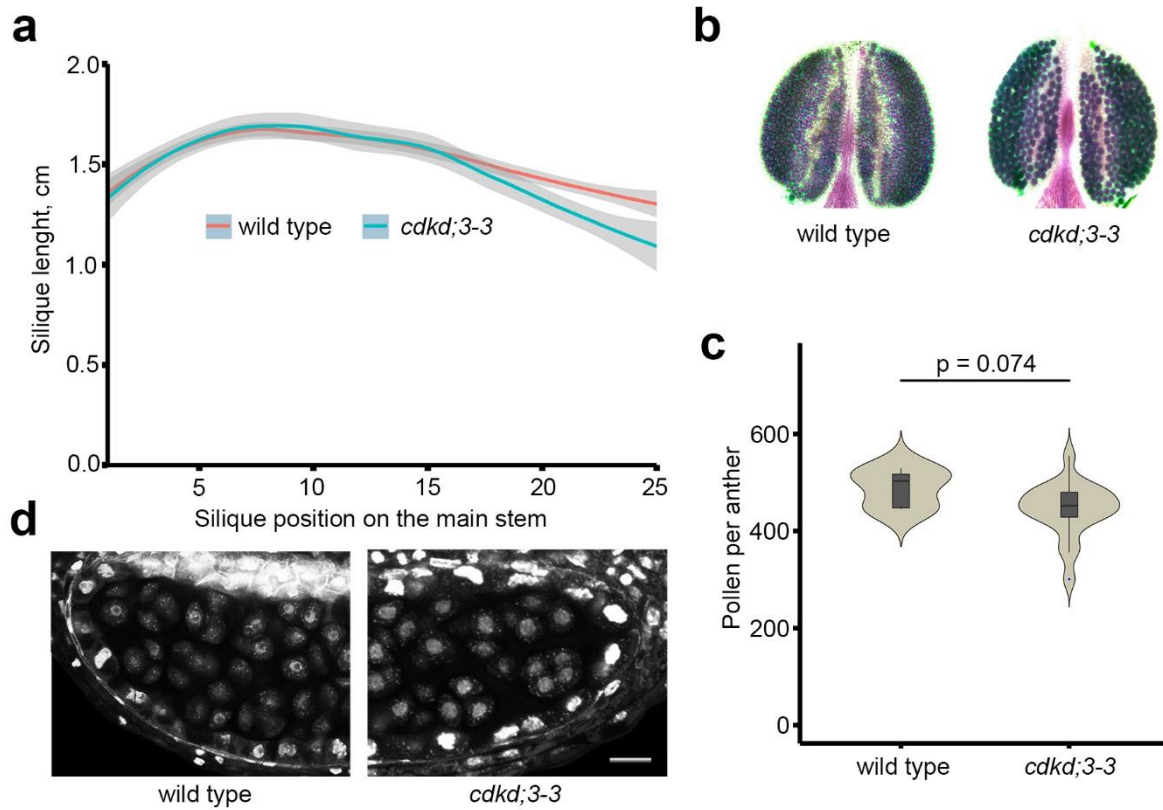 a
2.0
1.5
1.0
0.5
0.0
Silique lenght, cm
wild type
cdkd;3-3
5
10
15
20
25
Silique position on the main stem
b
wild type
cdkd;3-3
c
p = 0.074
600
400
200
0
Pollen per anther
wild type
cdkd;3-3
d
wild type
cdkd;3-3